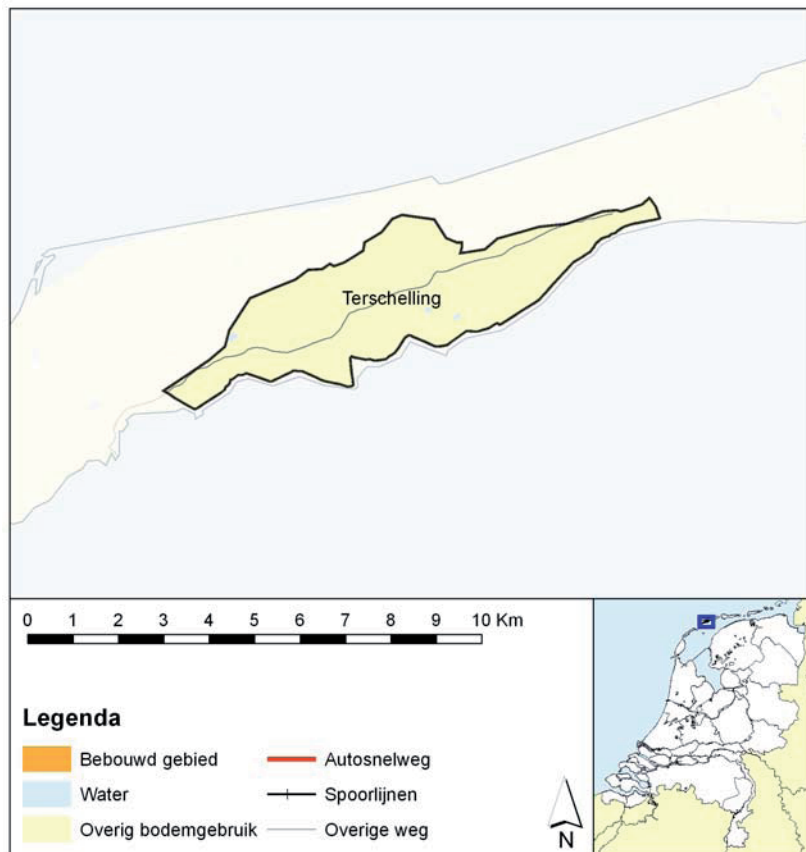 Terschelling
0 1 2 3 4 5 6 7 8 9 10 Km
Legenda
Bebouwd gebied
Water
Overig bodemgebruik
Autosnelweg
Spoorlijnen
Overige weg
N